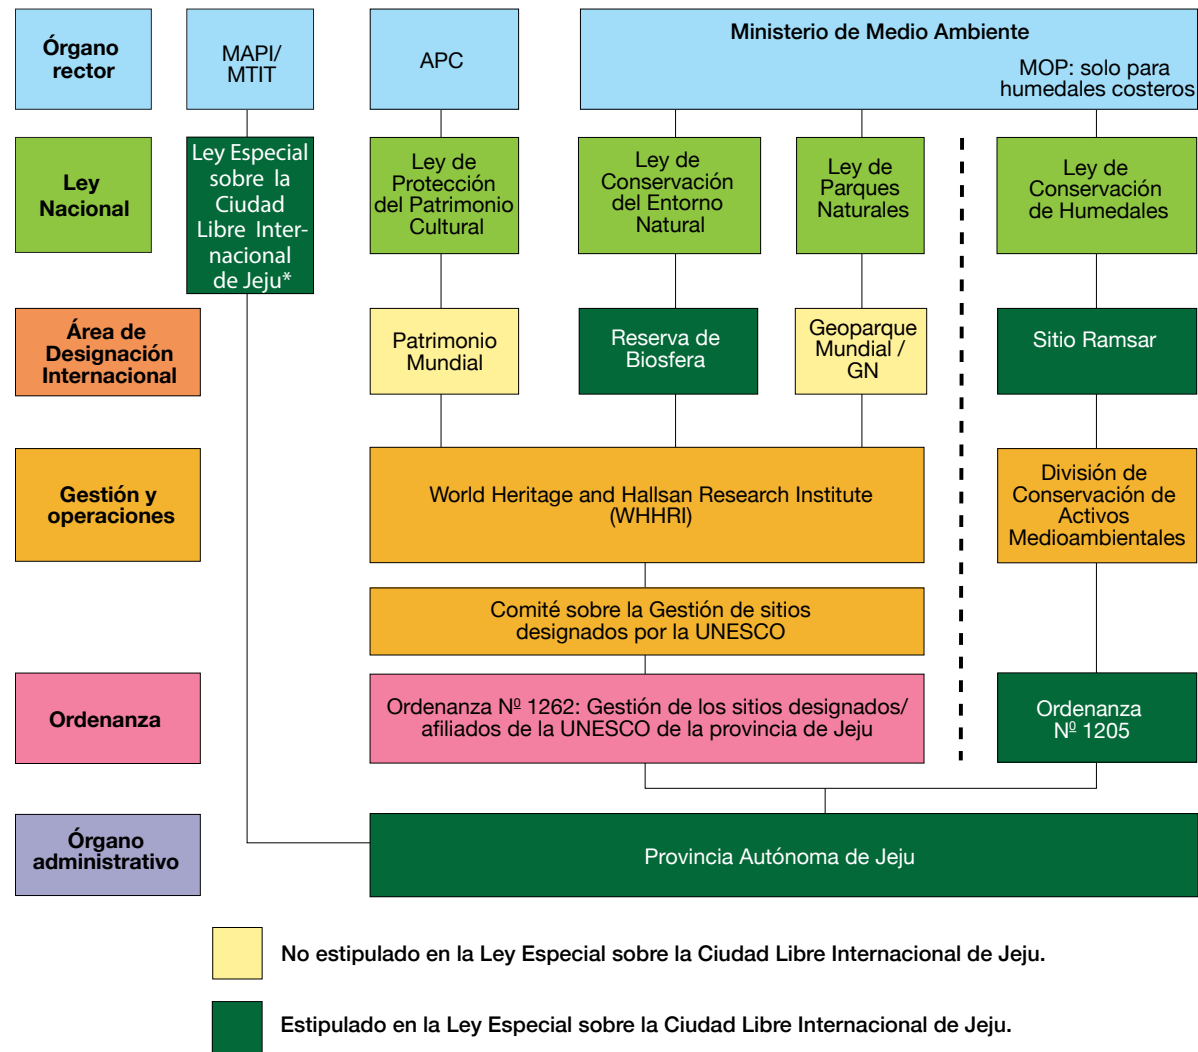 Órgano
rector
MAPI/
MTIT
APC
Ministerio de Medio Ambiente
MOP: solo para
humedales costeros
Ley
Nacional
Ley Especial
sobre la
Ciudad
Libre Inter-
nacional
de Jeju*
Ley de
Protección
del Patrimonio
Cultural
Ley de
Conservación
del Entorno
Natural
Ley de
Parques
Naturales
Ley de
Conservación
de Humedales
Área de
Designación
Internacional
Patrimonio
Mundial
Reserva de
Biosfera
Geoparque
Mundial /
GN
Sitio Ramsar
Gestión y
operaciones
World Heritage and Hallsan Research Institute
(WHHRI)
División de
Conservación de
Activos
Medioambientales
Comité sobre la Gestión de sitios
designados por la UNESCO
Ordenanza
Ordenanza Nº 1262: Gestión de los sitios designados/
afiliados de la UNESCO de la provincia de Jeju
Ordenanza
Nº 1205
Órgano
administrativo
Provincia Autónoma de Jeju
No estipulado en la Ley Especial sobre la Ciudad Libre Internacional de Jeju.
Estipulado en la Ley Especial sobre la Ciudad Libre Internacional de Jeju.